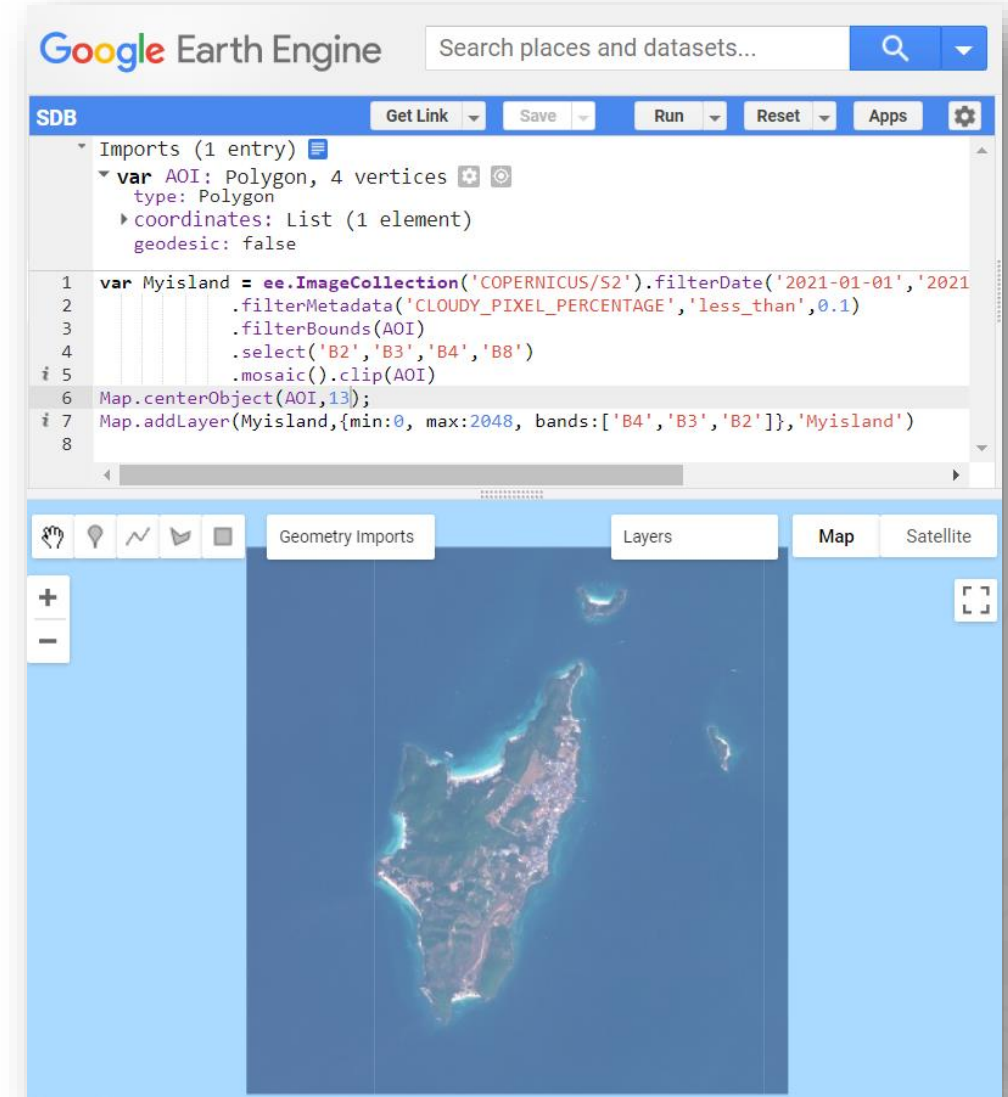 Google Earth Engine
Search places and datasets...
SDB
Get Link
Save
Run
Reset
Apps
Imports (1 entry)
var AOI: Polygon, 4 vertices
type: Polygon
coordinates: List (1 element)
geodesic: false
1 var Myisland = ee.ImageCollection('COPERNICUS/S2').filterDate('2021-01-01','2021
2 .filterMetadata('CLOUDY_PIXEL_PERCENTAGE','less_than',0.1)
3 .filterBounds(AOI)
4 .select('B2','B3','B4','B8')
i 5 .mosaic().clip(AOI)
6 Map.centerObject(AOI,13);
i 7 Map.addLayer(Myisland,{min:0, max:2048, bands:['B4','B3','B2']},'Myisland')
8
Geometry Imports
Layers
Map
Satellite